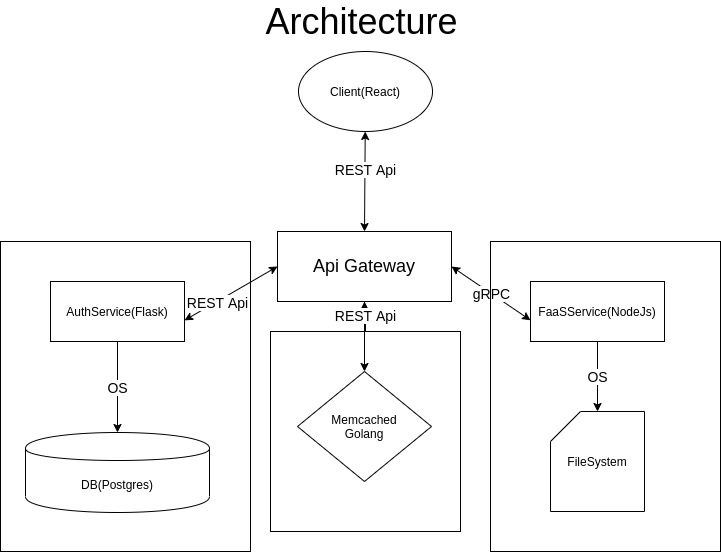 Architecture
Client(React)
REST Api
Api Gateway
REST Api
gRPC
AuthService(Flask)
REST Api
FaaSService(NodeJs)
OS
OS
Memcached
Golang
DB(Postgres)
FileSystem